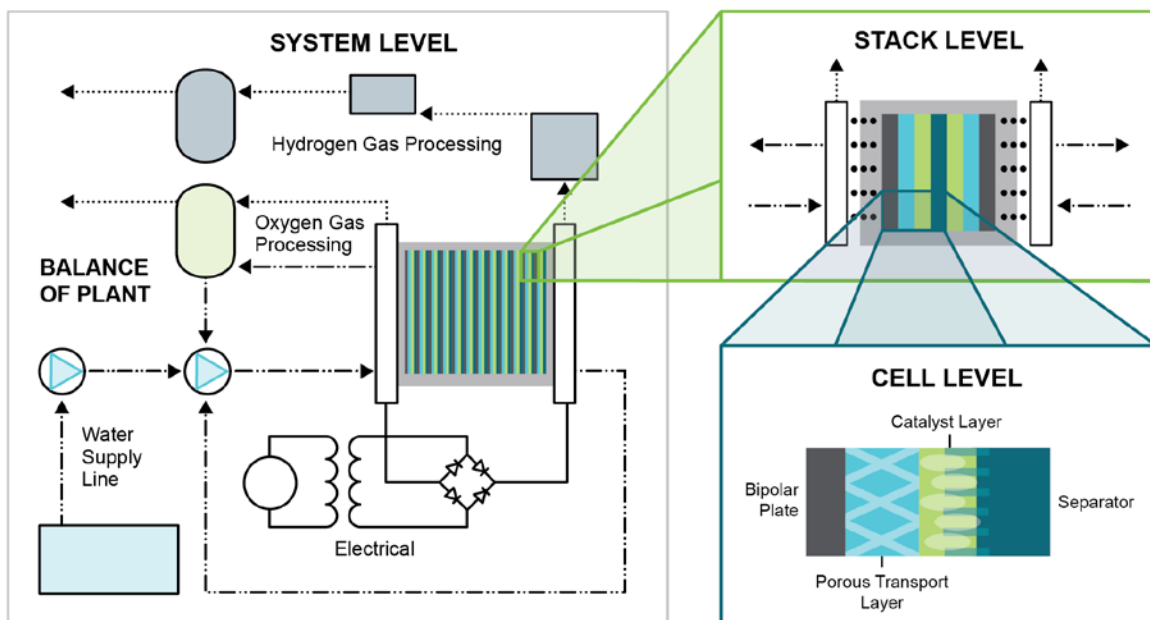 SYSTEM LEVEL
Hydrogen Gas Processing
Oxygen Gas
Processing
BALANCE
OF PLANT
Water
Supply
Line
Electrical
STACK LEVEL
CELL LEVEL
Catalyst Layer
Bipolar
Plate
Separator
Porous Transport
Layer